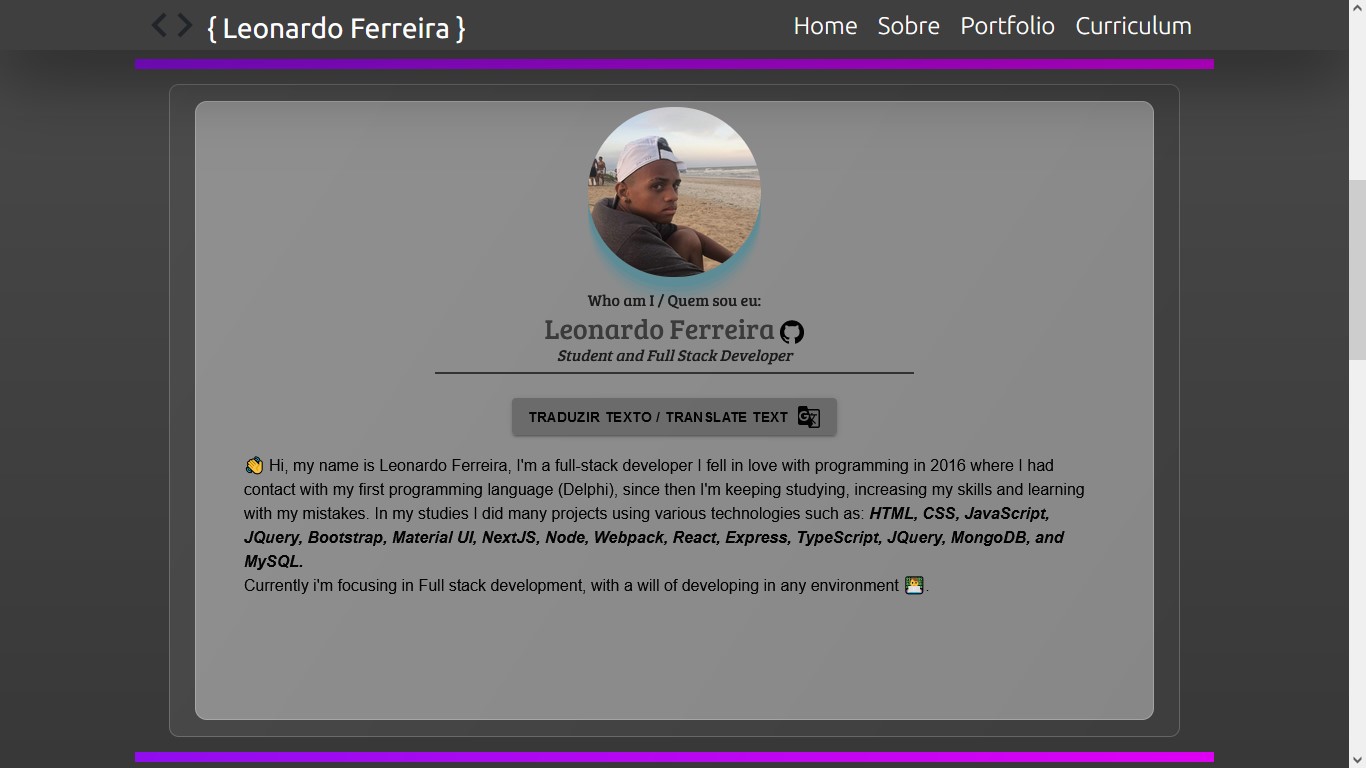 { Leonardo Ferreira }
Home Sobre Portfolio Curriculum
Who am I / Quem sou eu:
Leonardo Ferreira
Student and Full Stack Developer
TRADUZIR TEXTO / TRANSLATE TEXT
👋 Hi, my name is Leonardo Ferreira, I'm a full-stack developer I fell in love with programming in 2016 where I had
contact with my first programming language (Delphi), since then I'm keeping studying, increasing my skills and learning
with my mistakes. In my studies I did many projects using various technologies such as: HTML, CSS, JavaScript,
JQuery, Bootstrap, Material UI, NextJS, Node, Webpack, React, Express, TypeScript, JQuery, MongoDB, and
MySQL.
Currently i'm focusing in Full stack development, with a will of developing in any environment 👨‍💻.